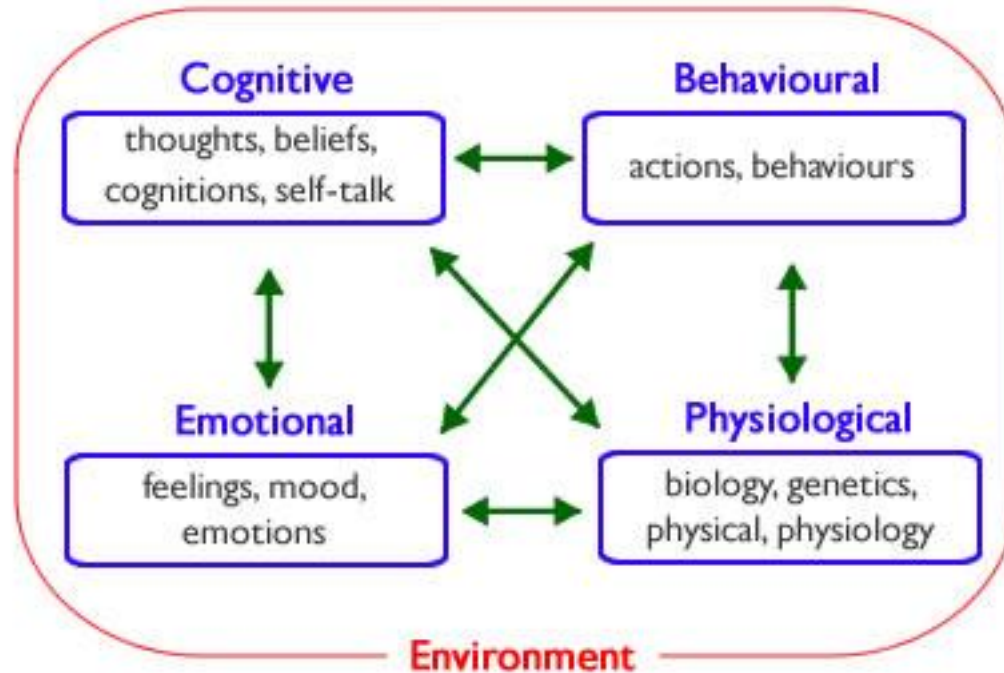 Cognitive
thoughts, beliefs,
cognitions, self-talk
Behavioural
actions, behaviours
Emotional
feelings, mood,
emotions
Physiological
biology, genetics,
physical, physiology
Environment